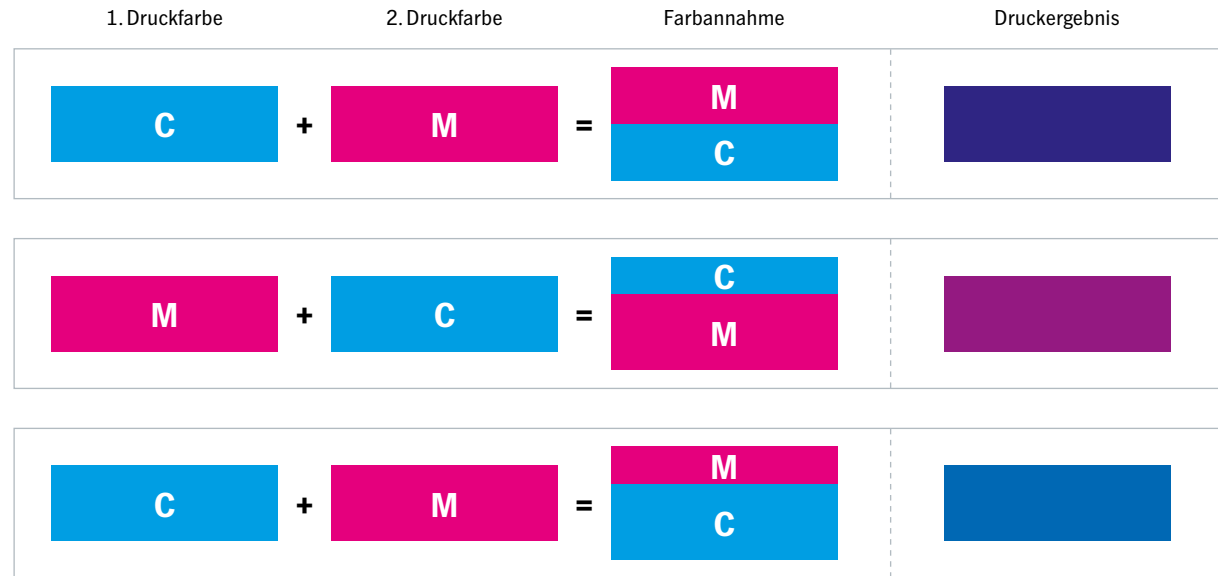 1. Druckfarbe 2. Druckfarbe Farbannahme Druckergebnis
C + M = M
C
M + C = C
M
C + M = M
C